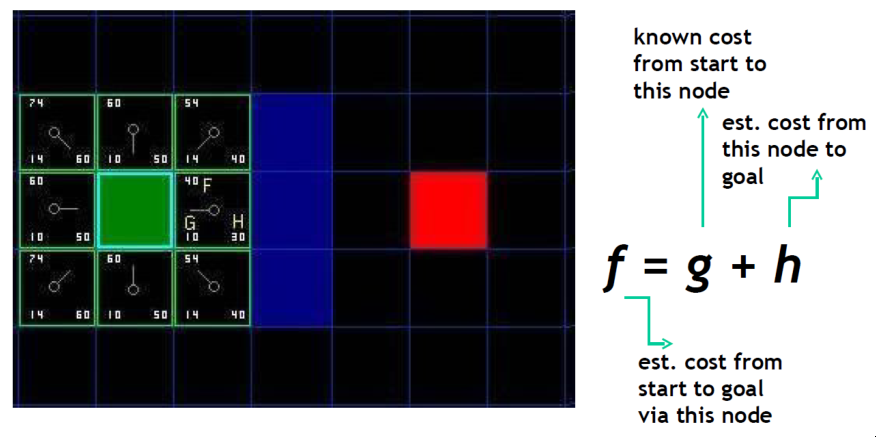 74
60
54
14 60
10 50
14 40
60
40 F
G H
10 50
10 30
74
60
54
14 60
10 50
14 40
known cost
from start to
this node
est. cost from
this node to
goal
f = g + h
est. cost from
start to goal
via this node